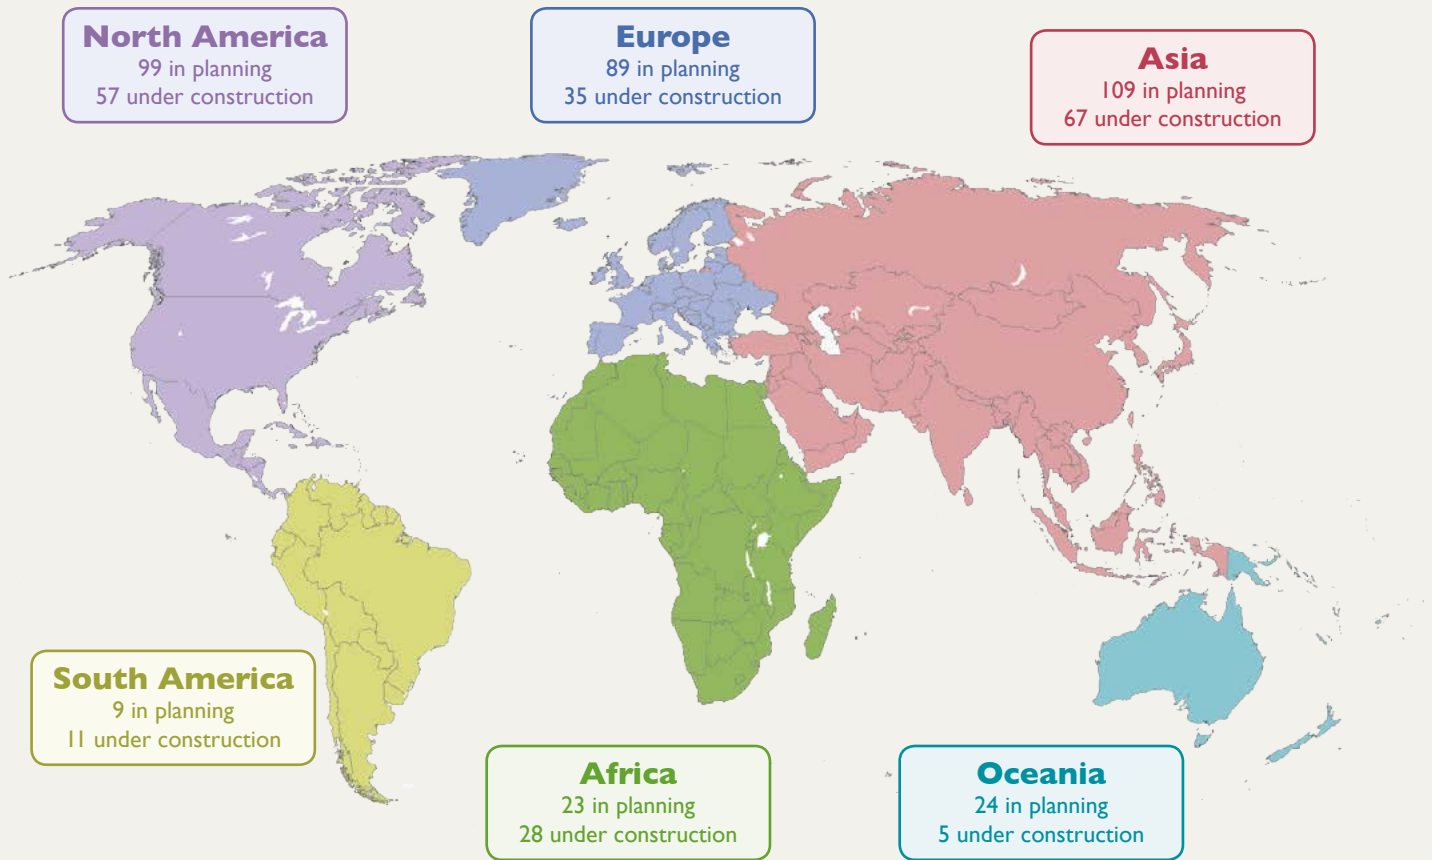 North America
99 in planning
57 under construction
Europe
89 in planning
35 under construction
Asia
109 in planning
67 under construction
South America
9 in planning
11 under construction
Africa
23 in planning
28 under construction
Oceania
24 in planning
5 under construction